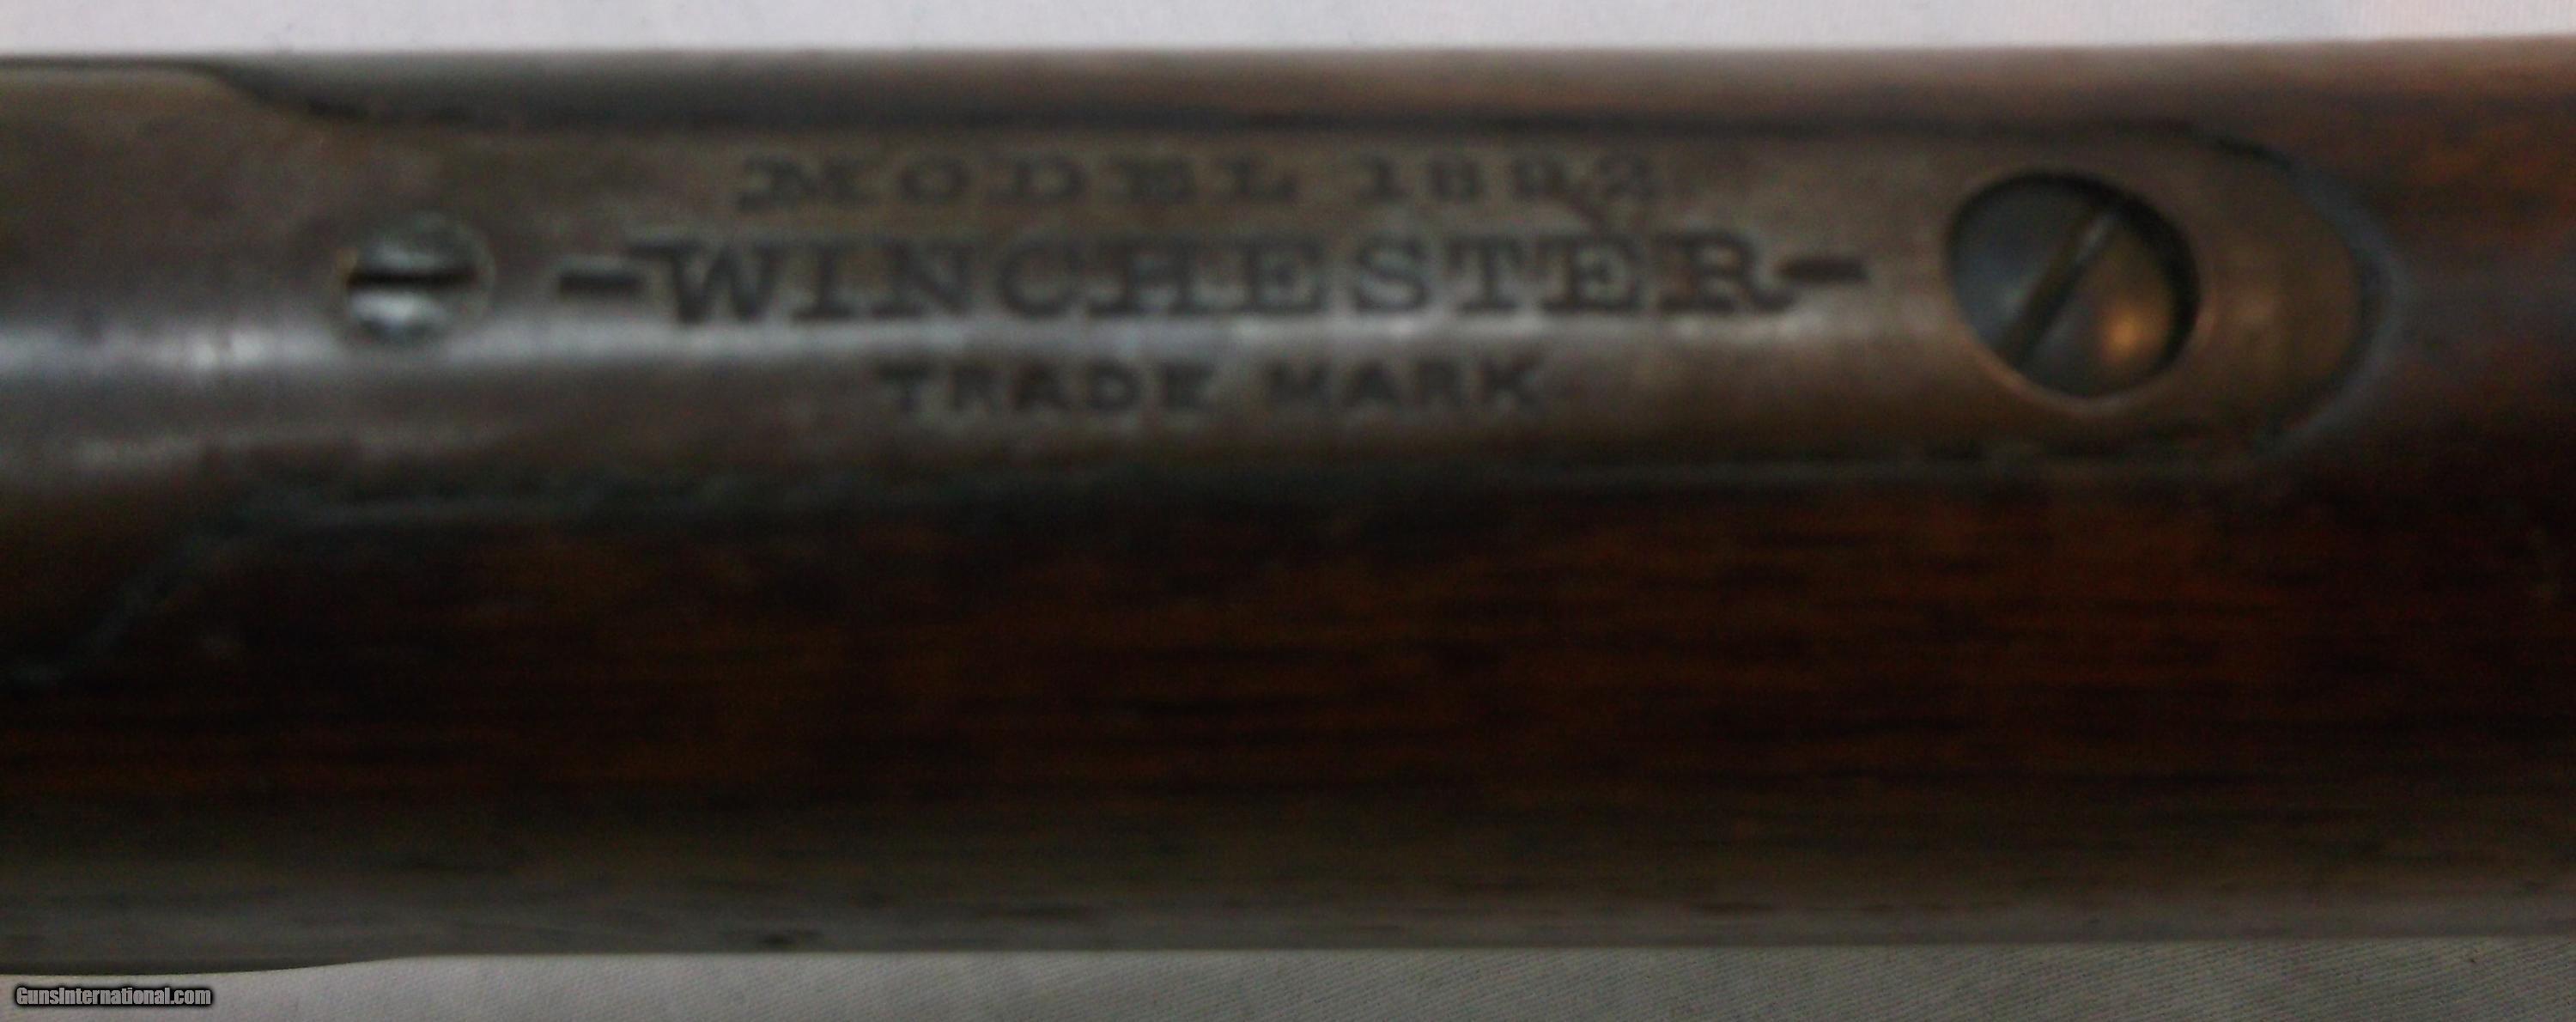 MODEL 1892
-WINCHESTER-
TRADE MARK
GunsInternational.com